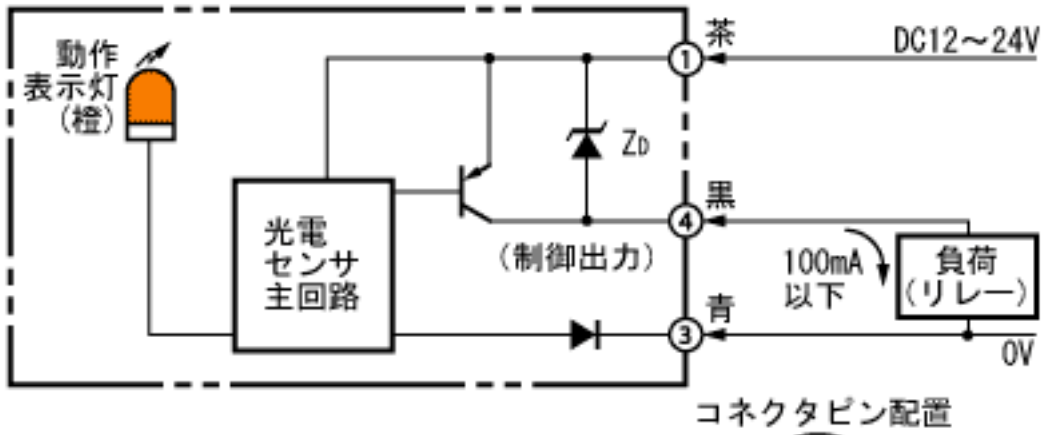 動作
表示灯
(橙)
光電
センサ
主回路
ZD
(制御出力)
1
茶
DC12～24V
4
黒
100mA
以下
負荷
(リレー)
3
青
0V
コネクタピン配置